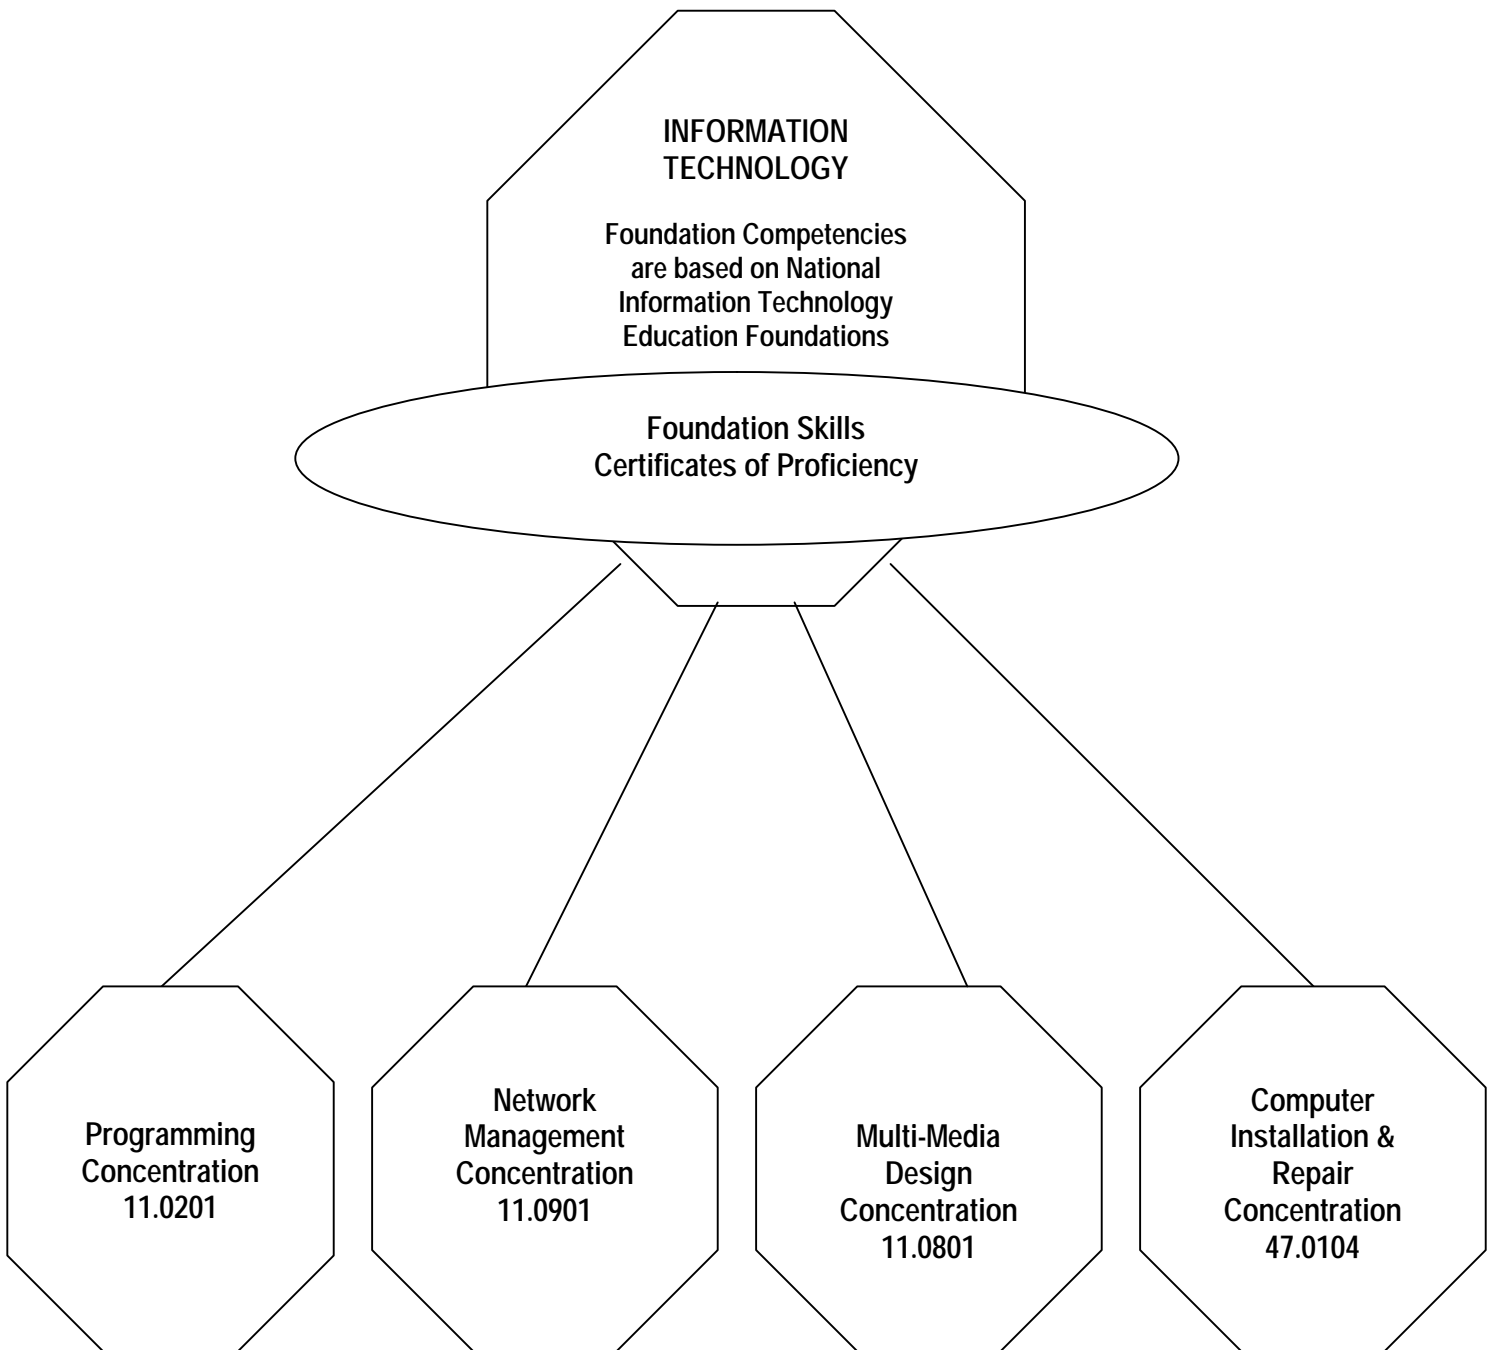 INFORMATION
TECHNOLOGY
Foundation Competencies
are based on National
Information Technology
Education Foundations
Foundation Skills
Certificates of Proficiency
Programming
Concentration
11.0201
Network
Management
Concentration
11.0901
Multi-Media
Design
Concentration
11.0801
Computer
Installation &
Repair
Concentration
47.0104